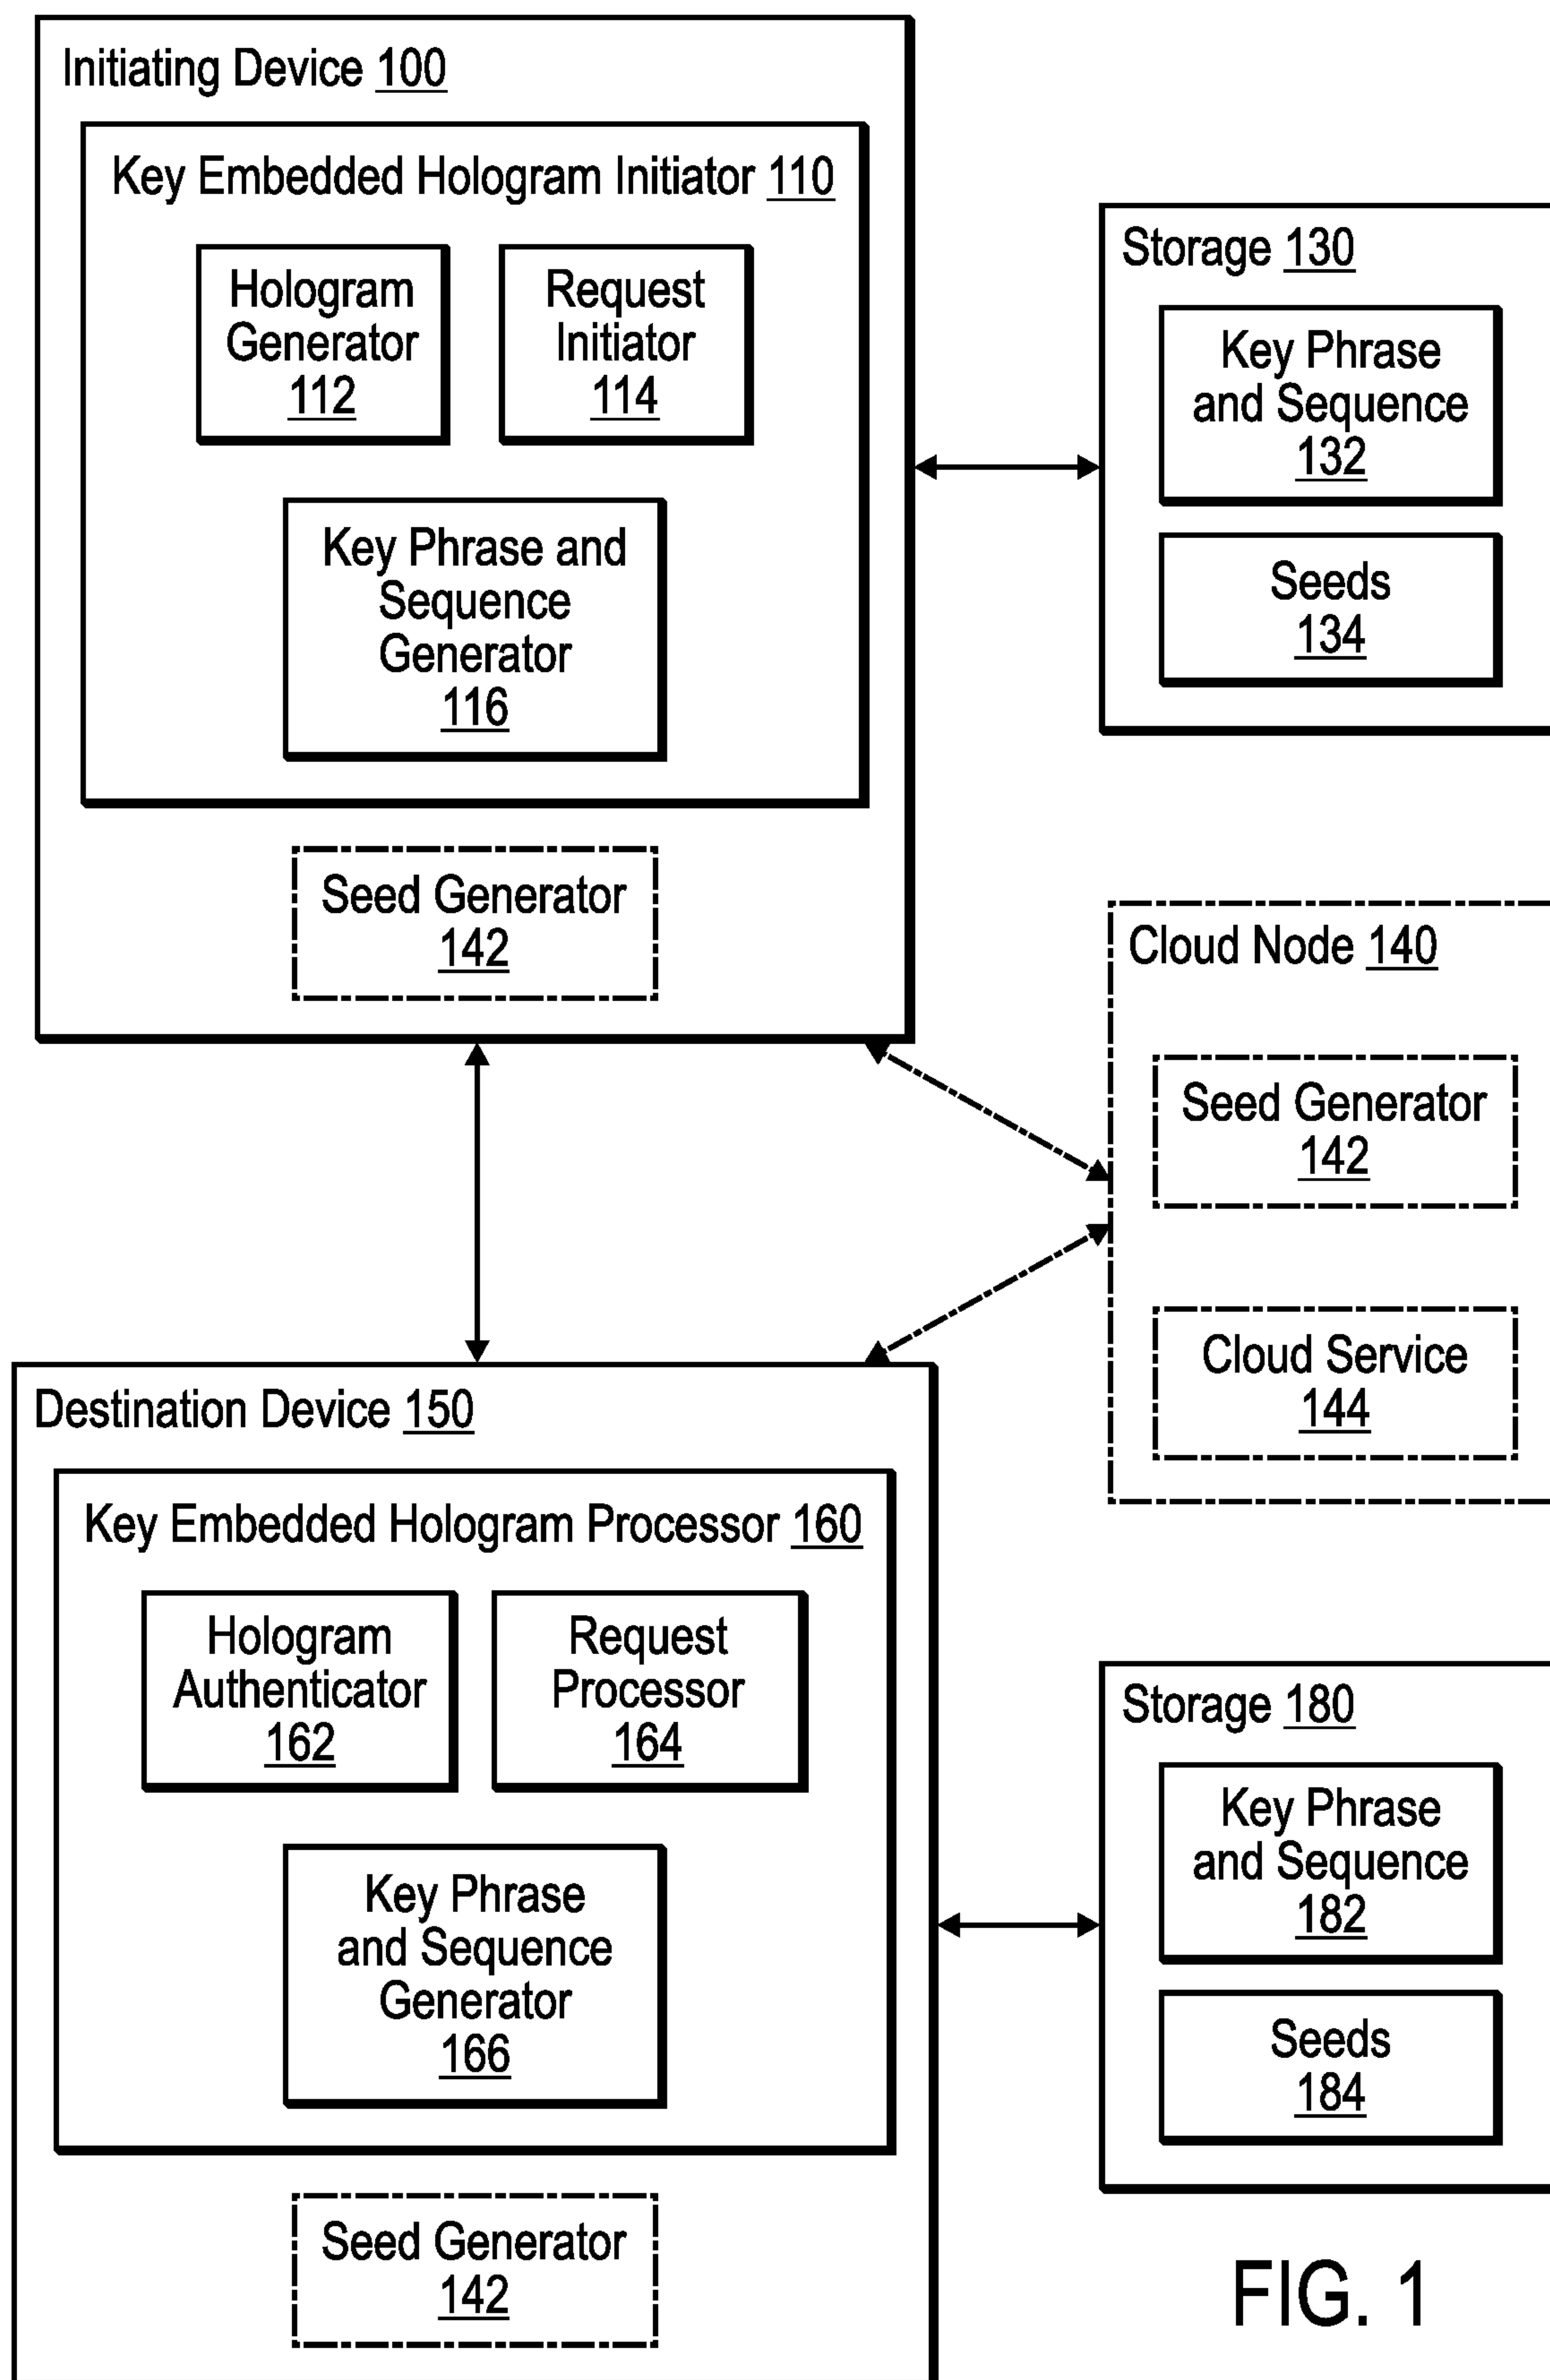 Initiating Device 100
Key Embedded Hologram Initiator 110
Hologram
Generator
112
Request
Initiator
114
Key Phrase and
Sequence
Generator
116
Seed Generator
142
Storage 130
Key Phrase
and Sequence
132
Seeds
134
Cloud Node 140
Seed Generator
142
Cloud Service
144
Destination Device 150
Key Embedded Hologram Processor 160
Hologram
Authenticator
162
Request
Processor
164
Key Phrase
and Sequence
Generator
166
Seed Generator
142
Storage 180
Key Phrase
and Sequence
182
Seeds
184
FIG. 1